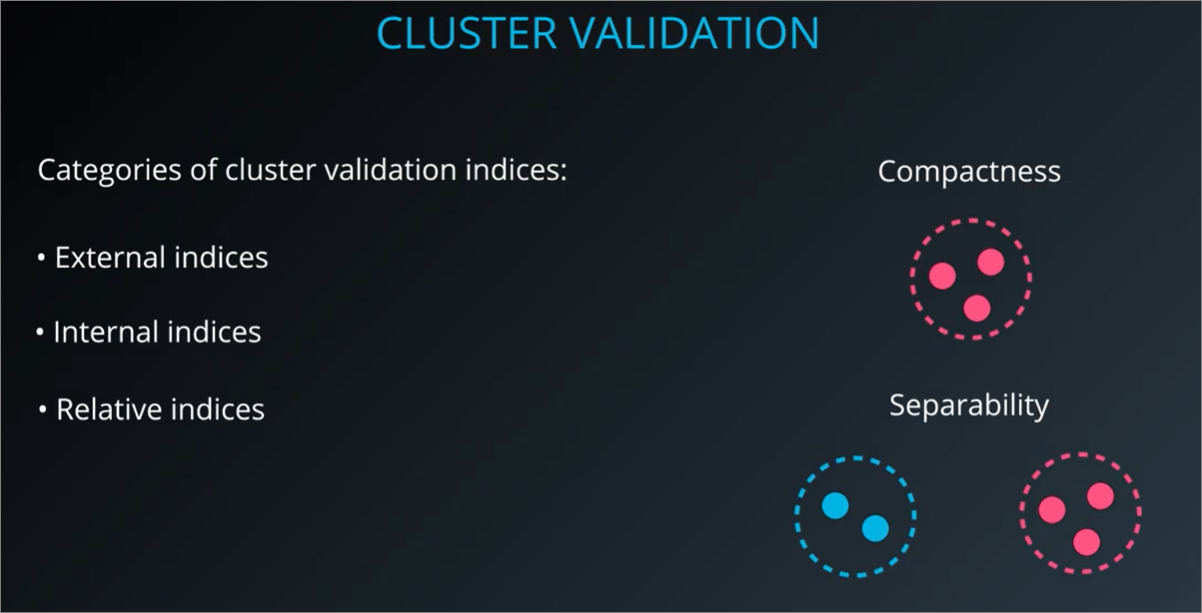 CLUSTER VALIDATION
Categories of cluster validation indices:
• External indices
• Internal indices
• Relative indices
Compactness
Separability